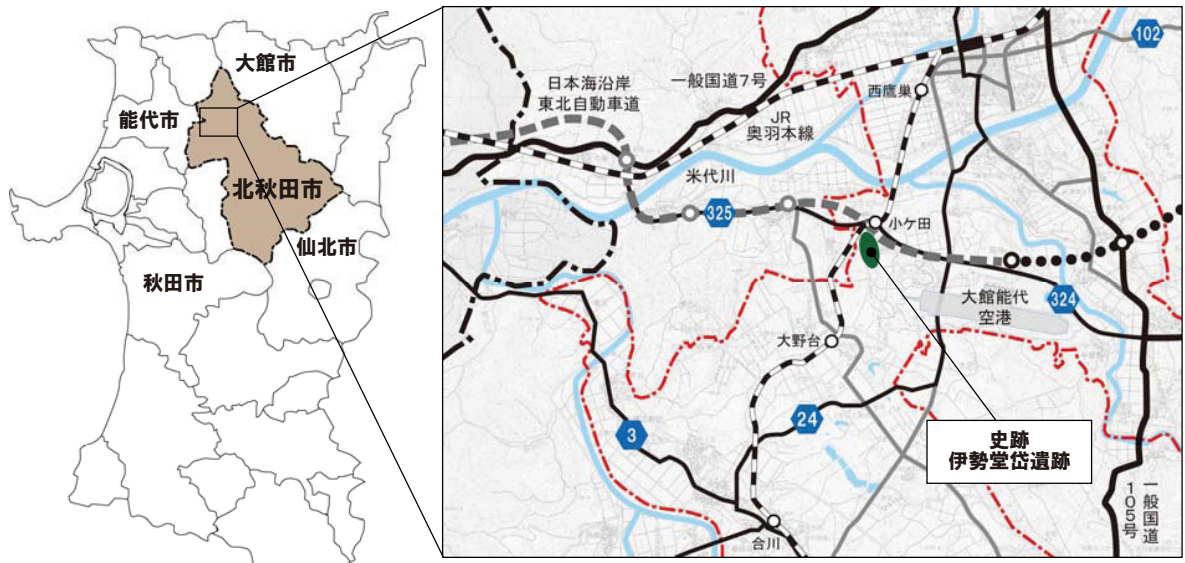 大館市
能代市
北秋田市
仙北市
秋田市
102
日本海沿岸
東北自動車道
一般国道7号
西鷹巣
JR
奥羽本線
米代川
325
小ケ田
大館能代
空港
324
大野台
24
3
史跡
伊勢堂岱遺跡
一般国道
105号
合川